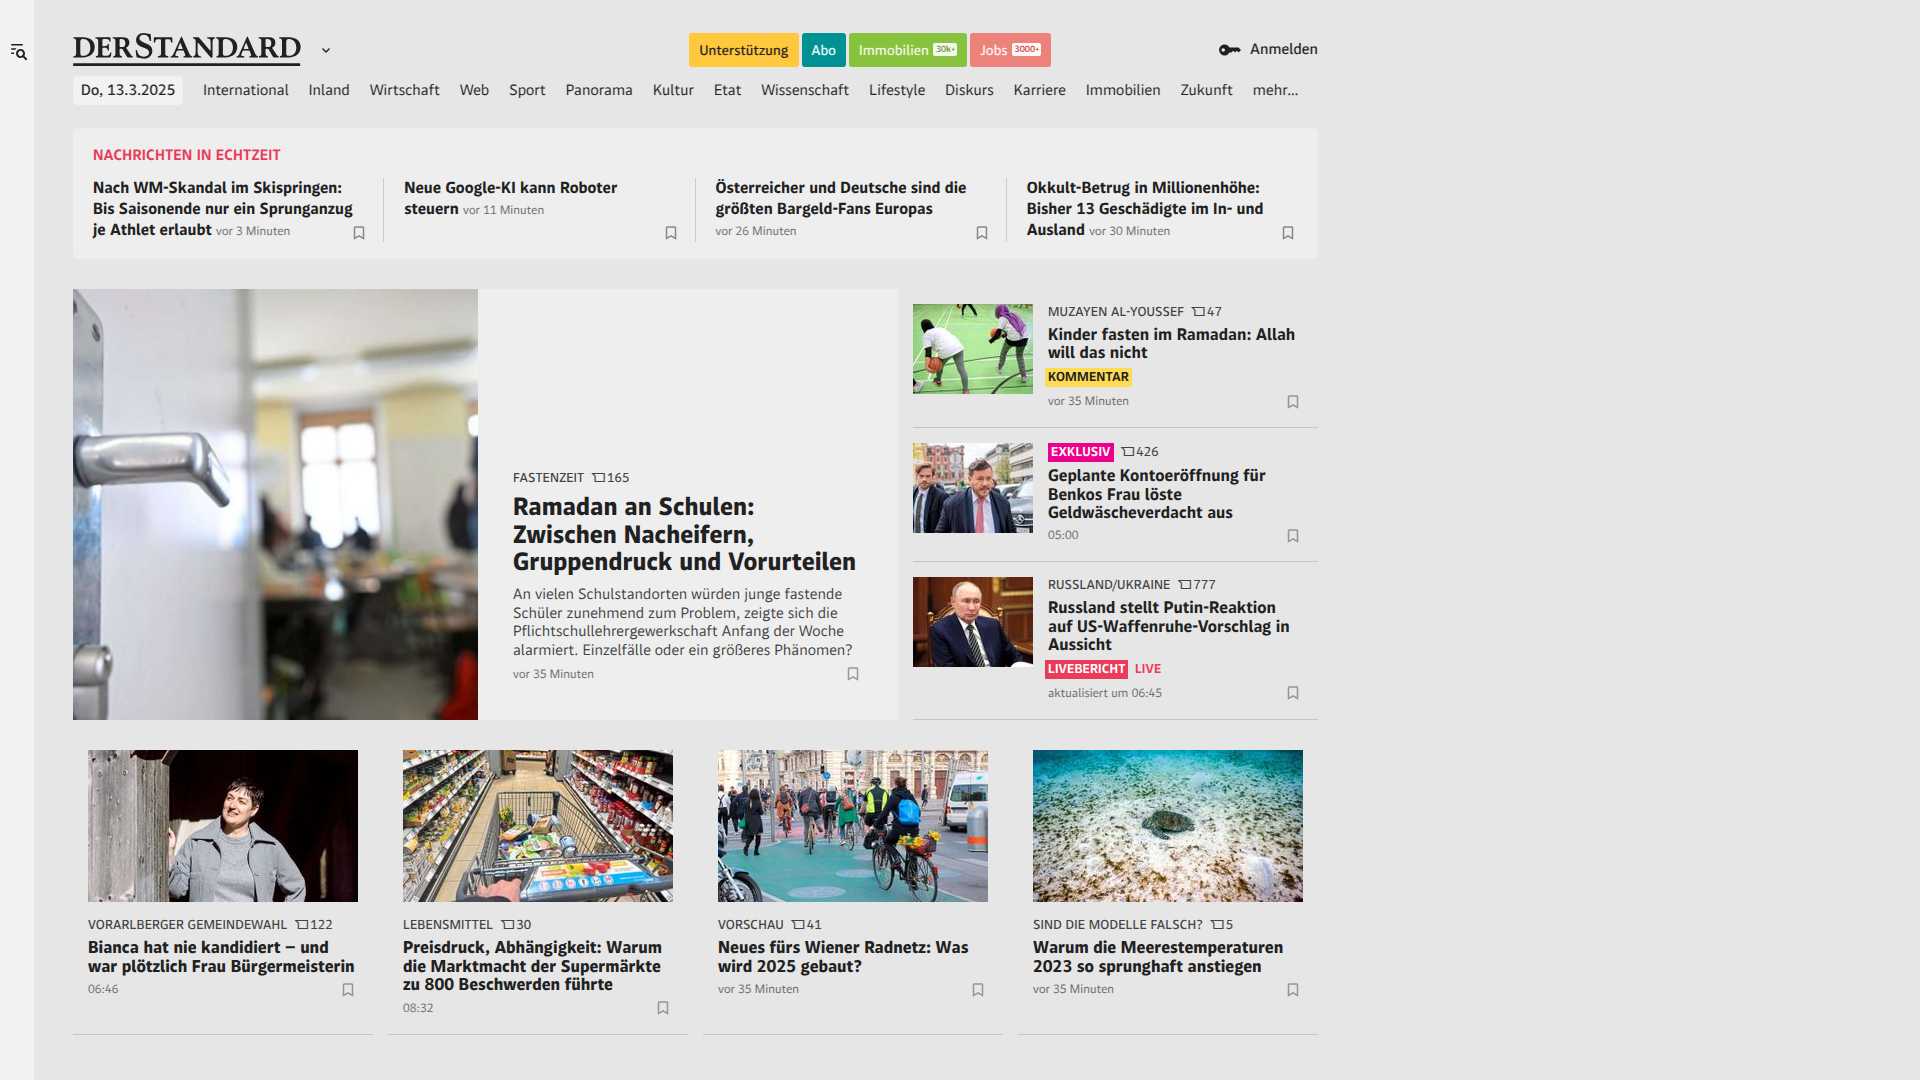 DERSTANDARD
Unterstützung
Abo
Immobilien 30k+
Jobs 3000+
Anmelden
Do, 13.3.2025
International
Inland
Wirtschaft
Web
Sport
Panorama
Kultur
Etat
Wissenschaft
Lifestyle
Diskurs
Karriere
Immobilien
Zukunft
mehr...
NACHRICHTEN IN ECHTZEIT
Nach WM-Skandal im Skispringen:
Bis Saisonende nur ein Sprunganzug
je Athlet erlaubt vor 3 Minuten
Neue Google-KI kann Roboter
steuern vor 11 Minuten
Österreicher und Deutsche sind die
größten Bargeld-Fans Europas
vor 26 Minuten
Okkult-Betrug in Millionenhöhe:
Bisher 13 Geschädigte im In- und
Ausland vor 30 Minuten
FASTENZEIT 165
Ramadan an Schulen:
Zwischen Nacheifern,
Gruppendruck und Vorurteilen
An vielen Schulstandorten würden junge fastende
Schüler zunehmend zum Problem, zeigte sich die
Pflichtschullehrergewerkschaft Anfang der Woche
alarmiert. Einzelfälle oder ein größeres Phänomen?
vor 35 Minuten
MUZAYEN AL-YOUSSEF 47
Kinder fasten im Ramadan: Allah
will das nicht
KOMMENTAR
vor 35 Minuten
EXKLUSIV 426
Geplante Kontoeröffnung für
Benkos Frau löste
Geldwäscheverdacht aus
05:00
RUSSLAND/UKRAINE 777
Russland stellt Putin-Reaktion
auf US-Waffenruhe-Vorschlag in
Aussicht
LIVEBERICHT LIVE
aktualisiert um 06:45
VORARLBERGER GEMEINDEWAHL 122
Bianca hat nie kandidiert – und
war plötzlich Frau Bürgermeisterin
06:46
LEBENSMITTEL 30
Preisdruck, Abhängigkeit: Warum
die Marktmacht der Supermärkte
zu 800 Beschwerden führte
08:32
VORSCHAU 41
Neues fürs Wiener Radnetz: Was
wird 2025 gebaut?
vor 35 Minuten
SIND DIE MODELLE FALSCH? 5
Warum die Meerestemperaturen
2023 so sprunghaft anstiegen
vor 35 Minuten